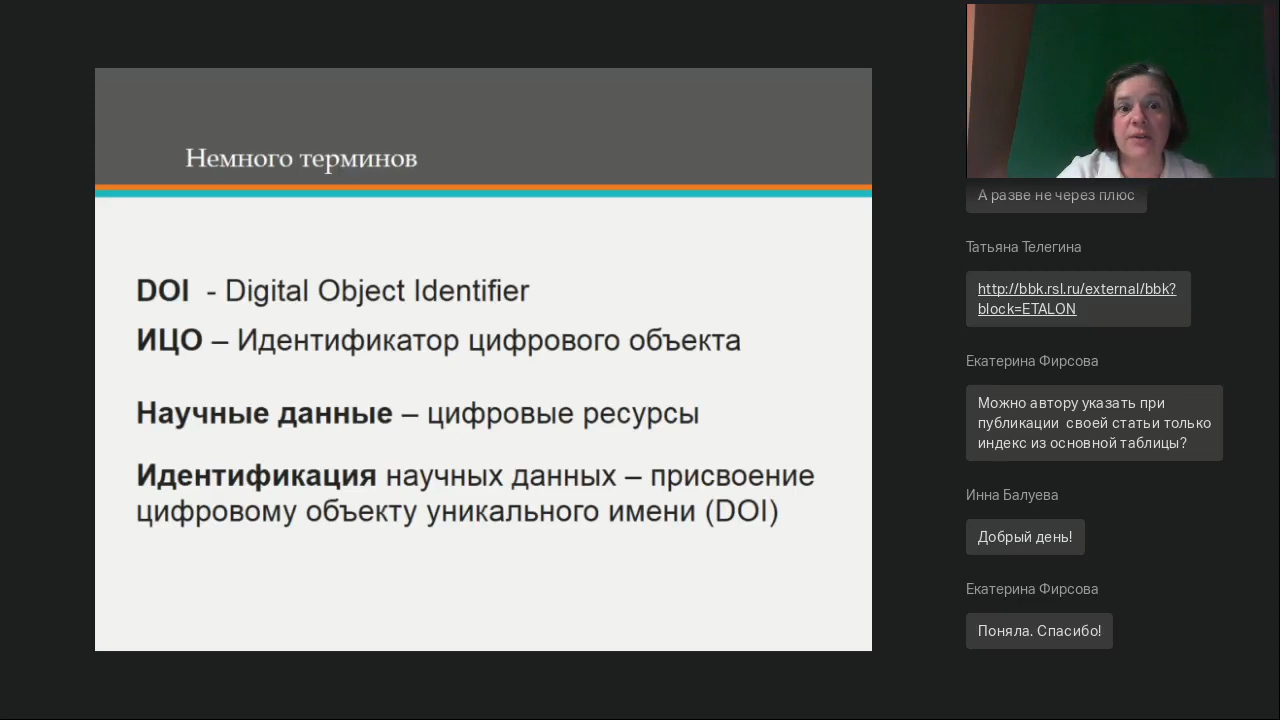 Немного терминов
DOI - Digital Object Identifier
ИЦО – Идентификатор цифрового объекта
Научные данные – цифровые ресурсы
Идентификация научных данных – присвоение
цифровому объекту уникального имени (DOI)
А разве не через плюс
Татьяна Телегина
http://bbk.rsl.ru/external/bbk?
block=ETALON
Екатерина Фирсова
Можно автору указать при
публикации своей статьи только
индекс из основной таблицы?
Инна Балуева
Добрый день!
Екатерина Фирсова
Поняла. Спасибо!